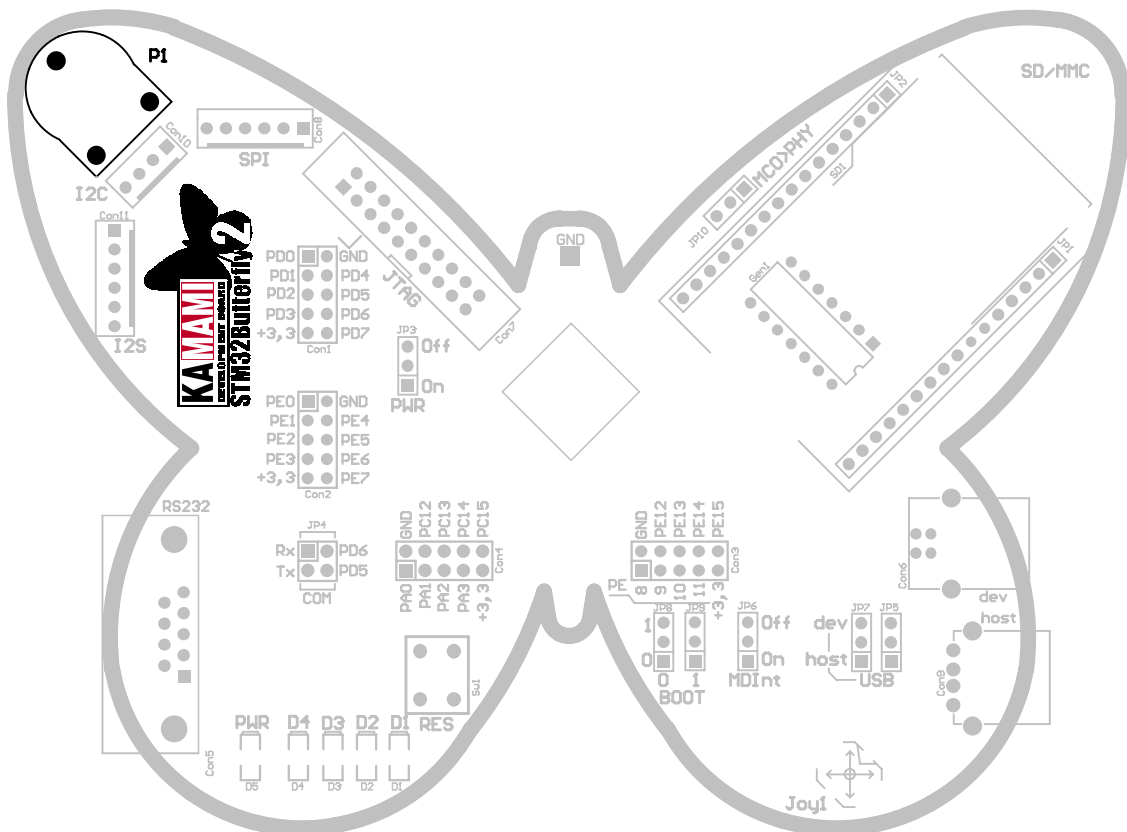 P1
SD/MMC
JP2
Con10
Con8
SPI
MCO>PHY
SD1
I2C
Con11
JP10
GND
JP1
PD0 GND
PD1 PD4
PD2 PD5
PD3 PD6
+3,3 PD7
Con1
JTAG
Con7
Gen1
I2S
KAMAMI
DEVELOPMENT BOARD
STM32Butterfly2
JP3
Off
On
PWR
PE0 GND
PE1 PE4
PE2 PE5
PE3 PE6
+3,3 PE7
Con2
RS232
JP4
Rx PD6
Tx PD5
COM
GND PC12 PC13 PC14 PC15
Con4
PA0 PA1 PA2 PA3 +3,3
GND PE12 PE13 PE14 PE15
Con3
PE 8 9 10 11 +3,3
Con6
dev
JP8 JP9
1
0
0 1
BOOT
JP6
Off
On
MDInt
JP7 JP5
dev
host
USB
host
Con9
Sw1
RES
Con5
PWR D4 D3 D2 D1
D5 D4 D3 D2 D1
Joy1